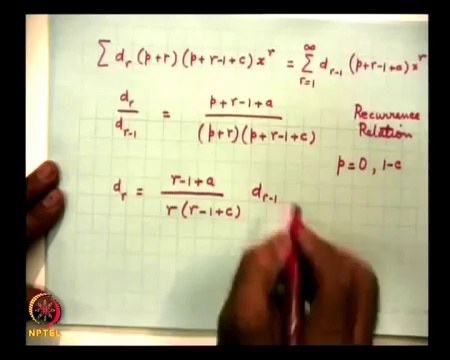 ∑ d_r (p+r) (p+r-1+c) x^r = ∑_{r=1}^{∞} d_{r-1} (p+r-1+a) x^r
d_r / d_{r-1} = (p+r-1+a) / ((p+r) (p+r-1+c))
Recurrence
Relation
p=0, 1-c
d_r = (r-1+a) / (r (r-1+c)) d_{r-1}
NPTEL